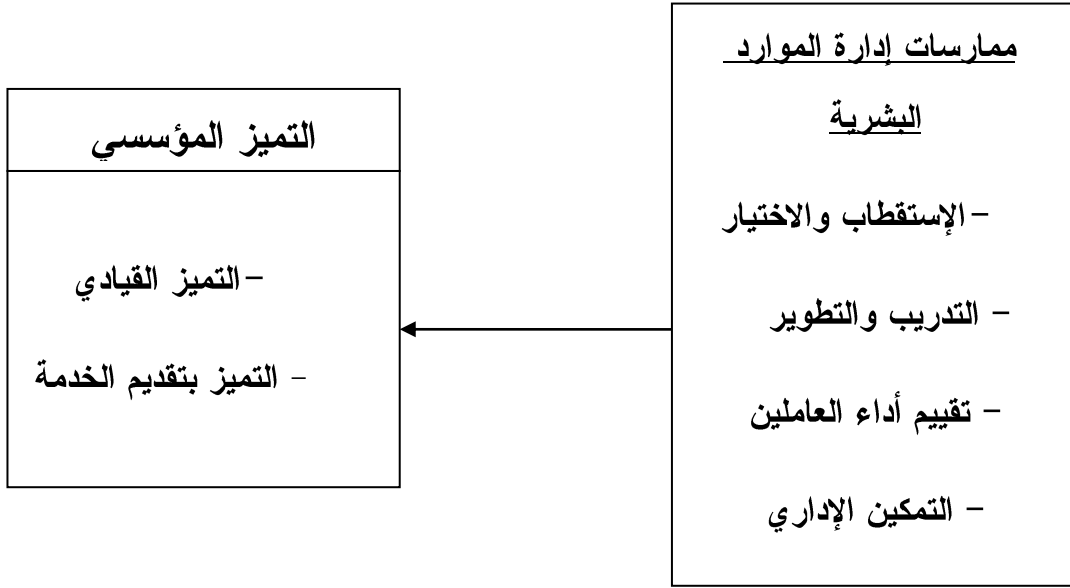 ممارسات إدارة الموارد
البشرية
-الإستقطاب والاختيار
- التدريب والتطوير
- تقييم أداء العاملين
- التمكين الإداري
التميز المؤسسي
-التميز القيادي
- التميز بتقديم الخدمة